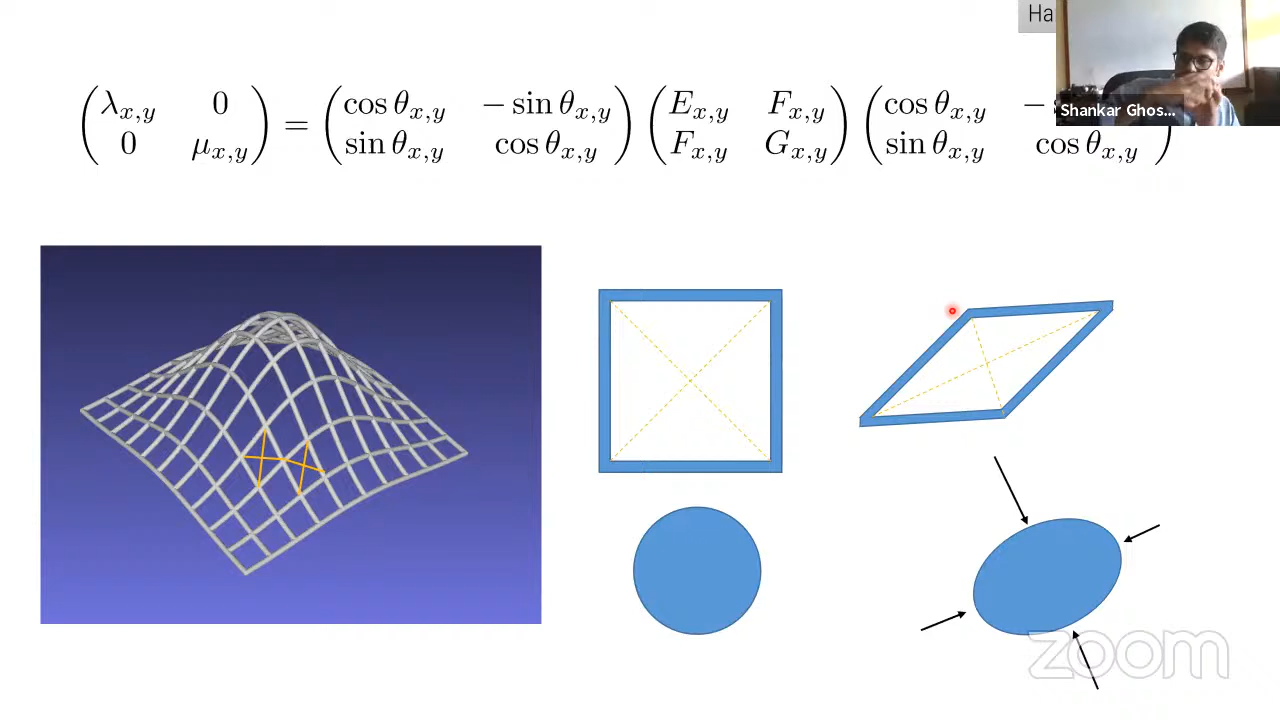 Ha
Shankar Ghos...
(λ_{x,y} 0; 0 μ_{x,y}) = (cos θ_{x,y} − sin θ_{x,y}; sin θ_{x,y} cos θ_{x,y}) (E_{x,y} F_{x,y}; F_{x,y} G_{x,y}) (cos θ_{x,y} −; sin θ_{x,y} cos θ_{x,y})
zoom